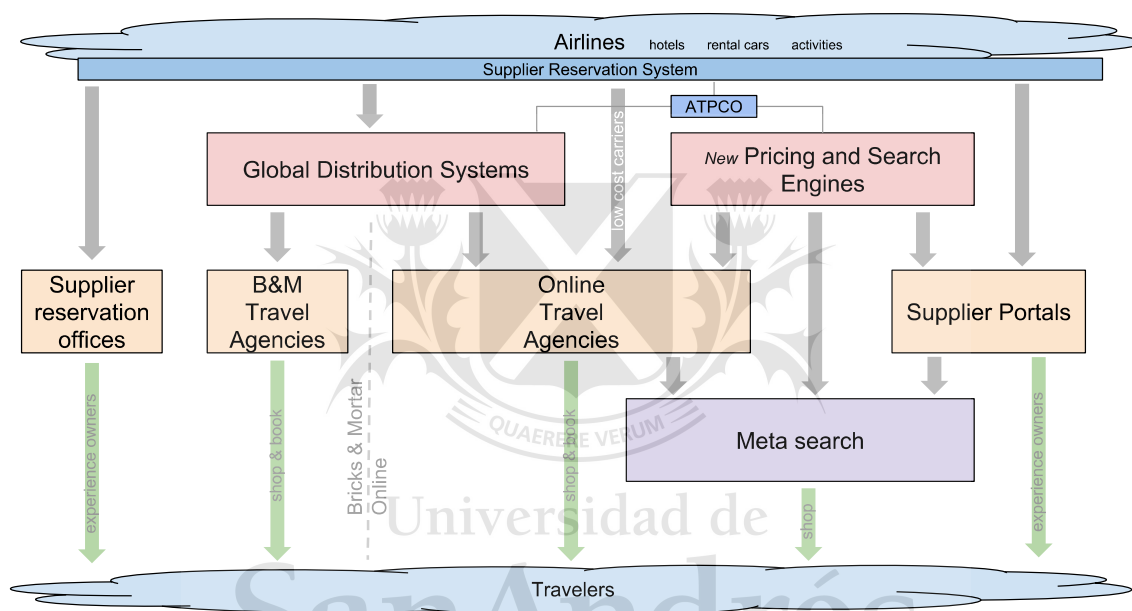 Airlines hotels rental cars activities
Supplier Reservation System
ATPCO
Global Distribution Systems
low cost carriers
New Pricing and Search
Engines
Supplier
reservation
offices
B&M
Travel
Agencies
Online
Travel
Agencies
Supplier Portals
QUAERERE VERUM
Meta search
experience owners
shop & book
Bricks & Mortar
Online
shop & book
shop
experience owners
Universidad de
SanAndrés
Travelers